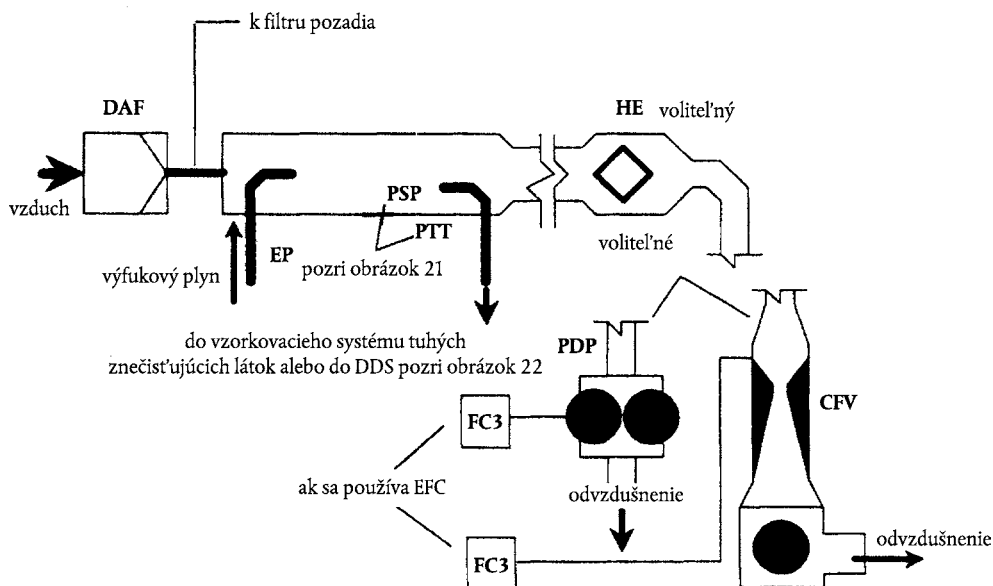 k filtru pozadia
DAF
HE voliteľný
vzduch
PSP
PTT
voliteľné
EP
pozri obrázok 21
výfukový plyn
do vzorkovacieho systému tuhých
znečisťujúcich látok alebo do DDS pozri obrázok 22
PDP
CFV
FC3
ak sa používa EFC
odvzdušnenie
odvzdušnenie
FC3